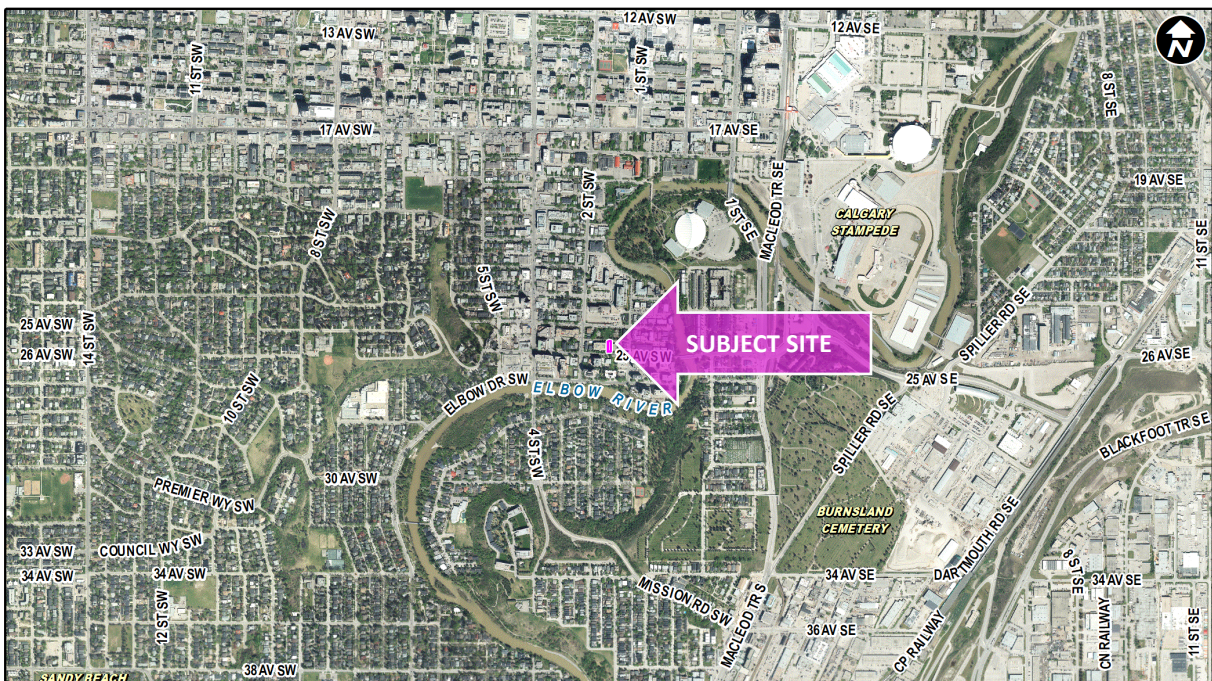 12 AV SW
12 AV SE
13 AV SW
11 ST SW
1 ST SW
8 ST SE
N
17 AV SW
17 AV SE
19 AV SE
2 ST SW
1 ST SE
MACLEOD TR SE
CALGARY
STAMPEDE
8 ST SW
11 ST SE
5 ST SW
25 AV SW
26 AV SW
14 ST SW
SUBJECT SITE
25 AV SW
SPILLER RD SE
26 AV SE
25 AV SE
ELBOW DR SW
ELBOW RIVER
10 ST SW
4 ST SW
SPILLER RD SE
BLACKFOOT TR SE
30 AV SW
PREMIER WY SW
BURNSLAND
CEMETERY
33 AV SW
COUNCIL WY SW
34 AV SW
34 AV SW
12 ST SW
MISSION RD SW
MACLEOD TR S
34 AV SE
DARTMOUTH RD SE
8 ST SE
34 AV SE
36 AV SE
CP RAILWAY
CN RAILWAY
11 ST SE
38 AV SW
SANDY BEACH